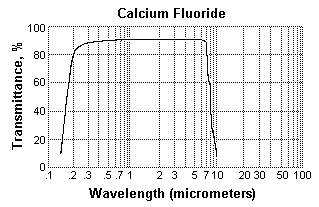 Calcium Fluoride
Transmittance, %
100
80
60
40
20
0
.1 .2 .3 .5 .7 1 2 3 5 7 10 20 30 50 100
Wavelength (micrometers)